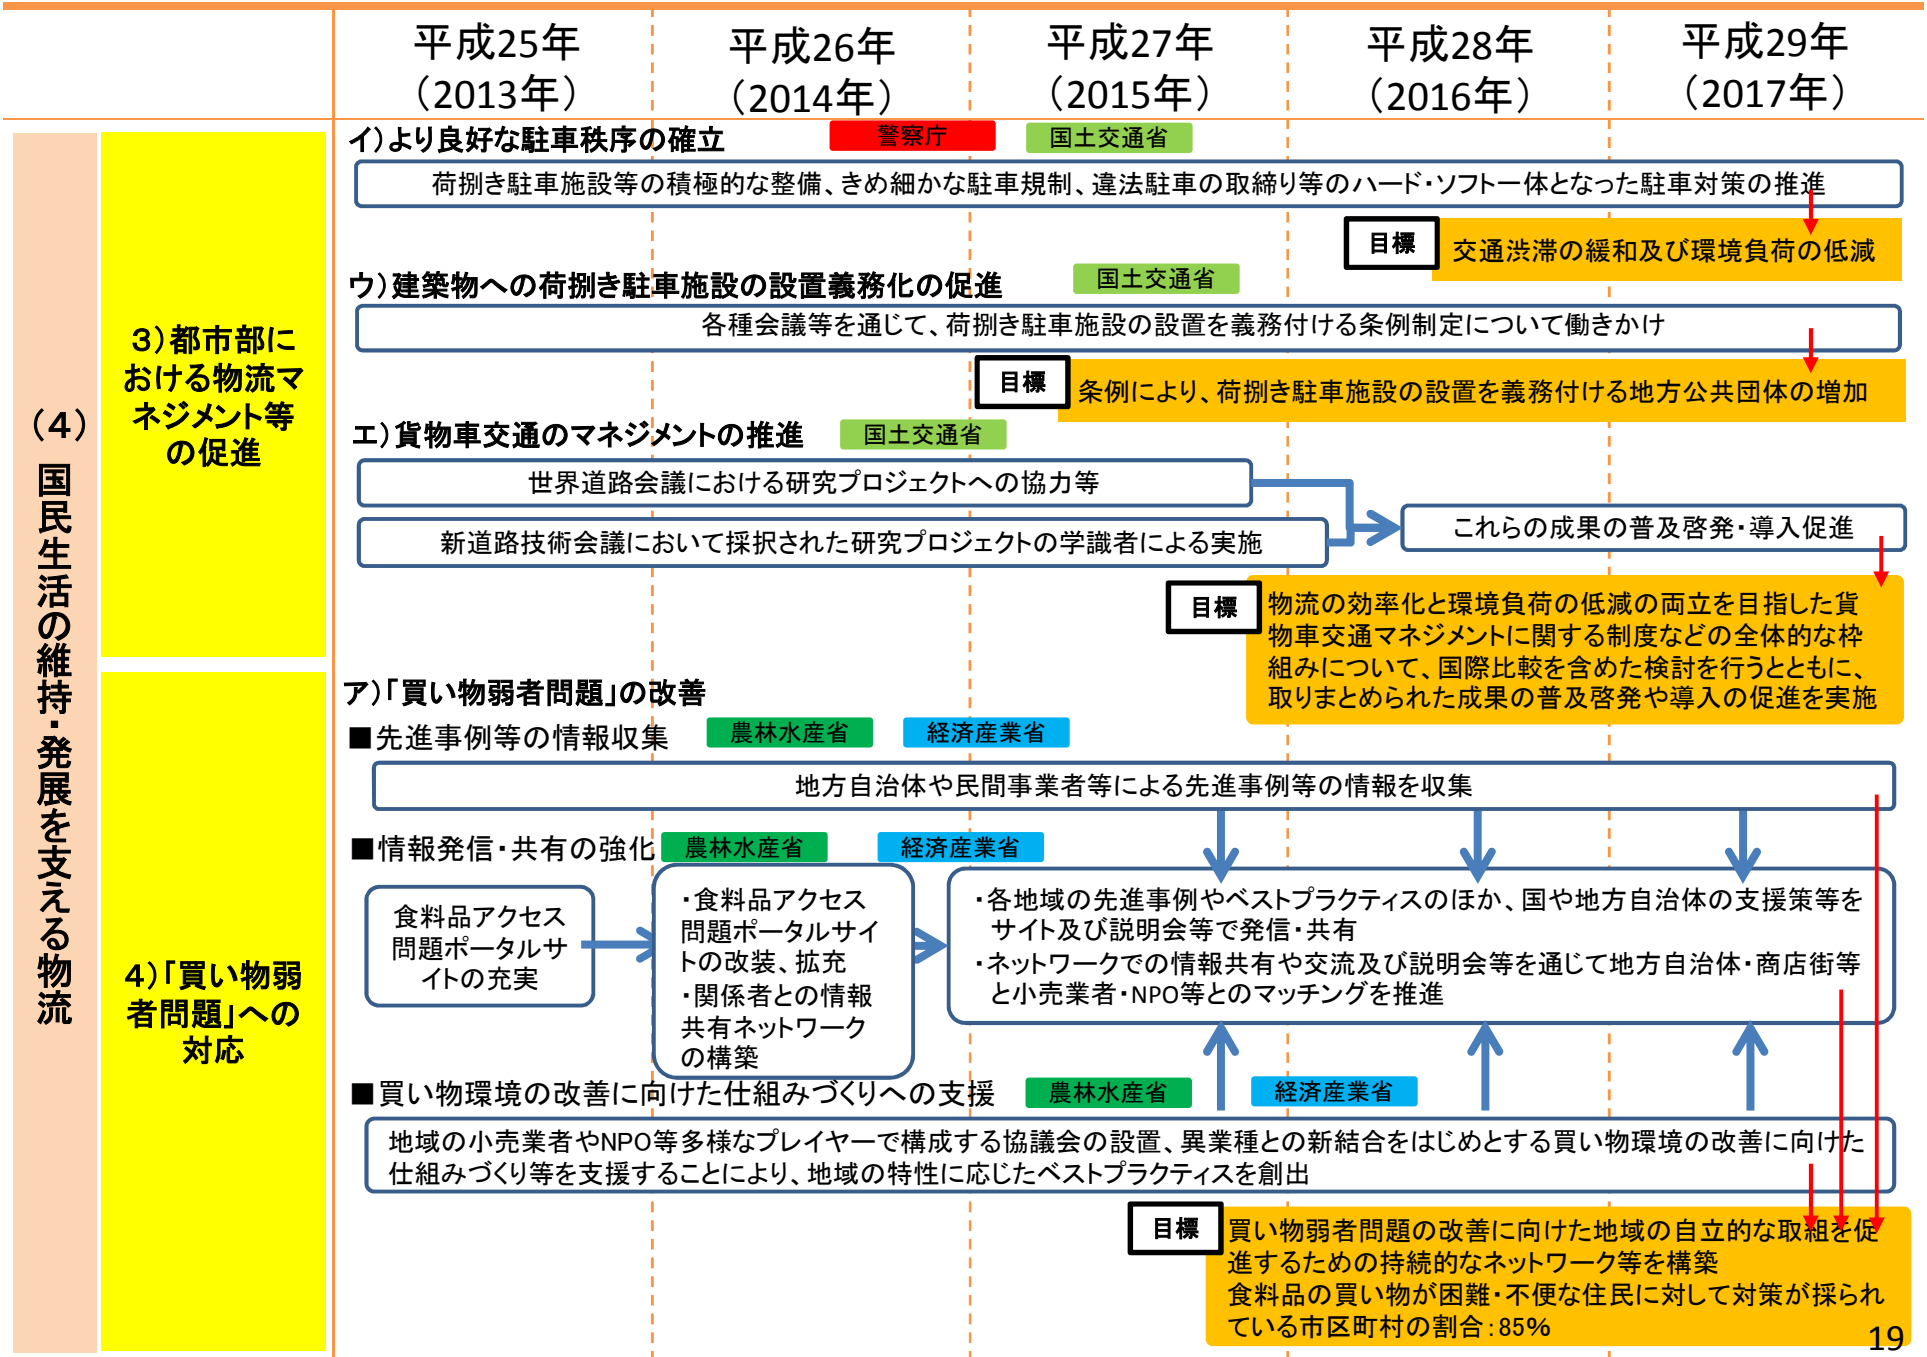 平成25年
（2013年）
平成26年
（2014年）
平成27年
（2015年）
平成28年
（2016年）
平成29年
（2017年）
（4）国民生活の維持・発展を支える物流
3）都市部に
おける物流マ
ネジメント等
の促進
イ）より良好な駐車秩序の確立
警察庁
国土交通省
荷捌き駐車施設等の積極的な整備、きめ細かな駐車規制、違法駐車の取締り等のハード・ソフト一体となった駐車対策の推進
目標
交通渋滞の緩和及び環境負荷の低減
ウ）建築物への荷捌き駐車施設の設置義務化の促進
国土交通省
各種会議等を通じて、荷捌き駐車施設の設置を義務付ける条例制定について働きかけ
目標
条例により、荷捌き駐車施設の設置を義務付ける地方公共団体の増加
エ）貨物車交通のマネジメントの推進
国土交通省
世界道路会議における研究プロジェクトへの協力等
新道路技術会議において採択された研究プロジェクトの学識者による実施
これらの成果の普及啓発・導入促進
目標
物流の効率化と環境負荷の低減の両立を目指した貨
物車交通マネジメントに関する制度などの全体的な枠
組みについて、国際比較を含めた検討を行うとともに、
取りまとめられた成果の普及啓発や導入の促進を実施
4）「買い物弱
者問題」への
対応
ア）「買い物弱者問題」の改善
■先進事例等の情報収集
農林水産省
経済産業省
地方自治体や民間事業者等による先進事例等の情報を収集
■情報発信・共有の強化
農林水産省
経済産業省
食料品アクセス
問題ポータルサ
イトの充実
・食料品アクセス
問題ポータルサイ
トの改装、拡充
・関係者との情報
共有ネットワーク
の構築
・各地域の先進事例やベストプラクティスのほか、国や地方自治体の支援策等を
サイト及び説明会等で発信・共有
・ネットワークでの情報共有や交流及び説明会等を通じて地方自治体・商店街等
と小売業者・NPO等とのマッチングを推進
■買い物環境の改善に向けた仕組みづくりへの支援
農林水産省
経済産業省
地域の小売業者やNPO等多様なプレイヤーで構成する協議会の設置、異業種との新結合をはじめとする買い物環境の改善に向けた
仕組みづくり等を支援することにより、地域の特性に応じたベストプラクティスを創出
目標
買い物弱者問題の改善に向けた地域の自立的な取組を促
進するための持続的なネットワーク等を構築
食料品の買い物が困難・不便な住民に対して対策が採られ
ている市区町村の割合：85%
19